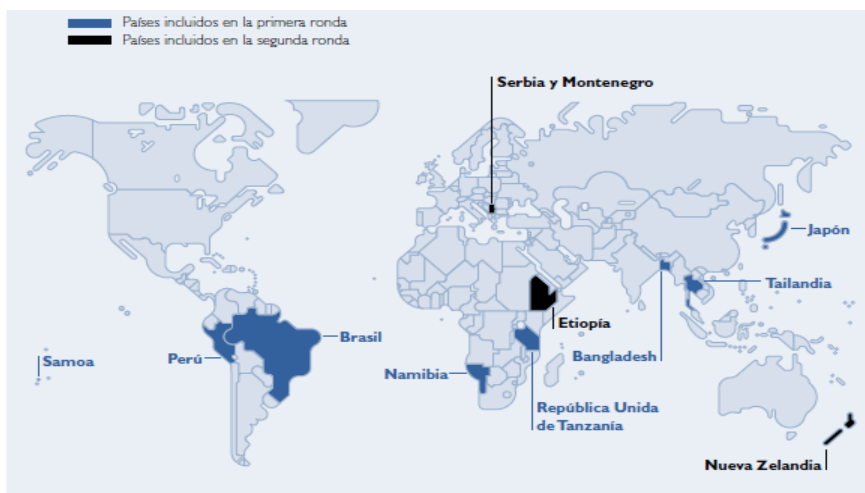 Países incluidos en la primera ronda
Países incluidos en la segunda ronda
Serbia y Montenegro
Japón
Tailandia
Etiopía
Brasil
Bangladesh
Perú
Samoa
Namibia
República Unida
de Tanzanía
Nueva Zelandia